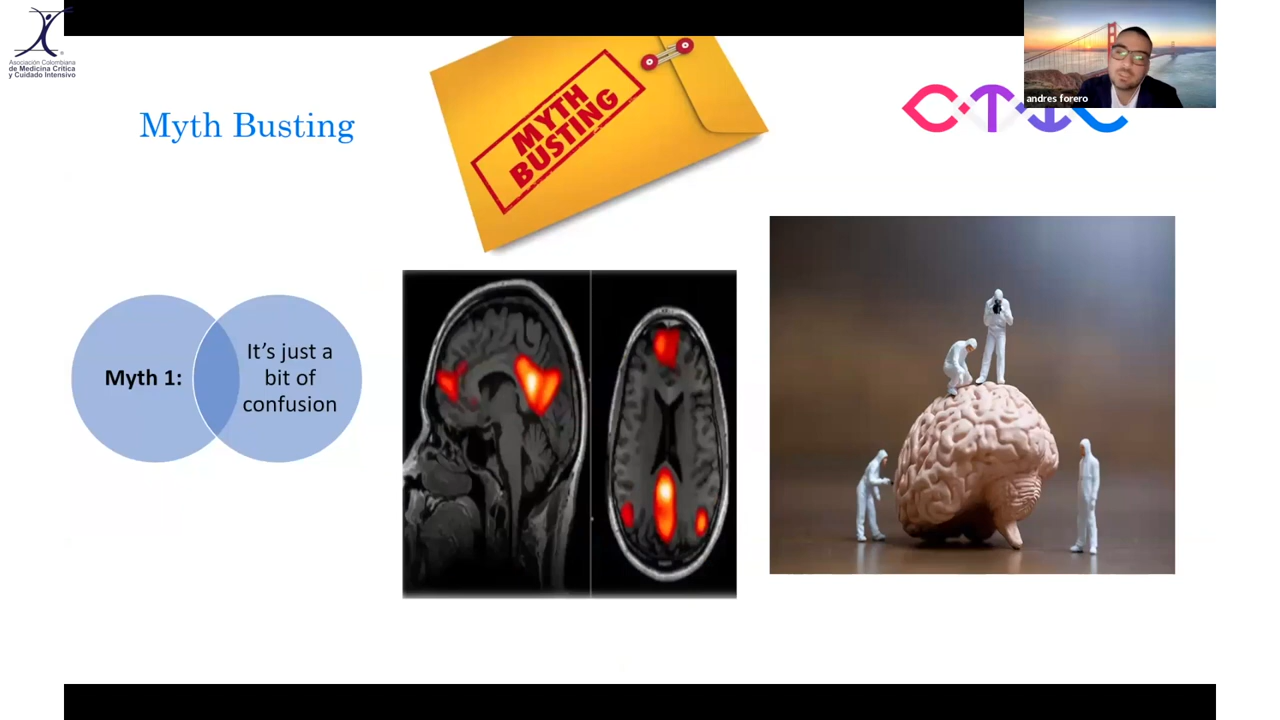 Asociación Colombiana
de Medicina Crítica
y Cuidado Intensivo
Myth Busting
MYTH
BUSTING
CTIC
andres forero
Myth 1:
It's just a
bit of
confusion